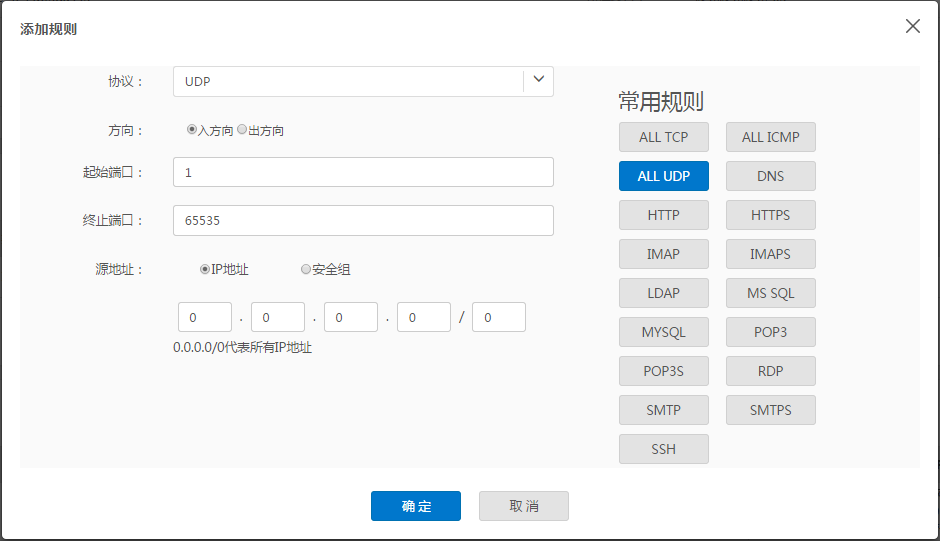 添加规则
协议：
UDP
方向：
入方向 出方向
起始端口：
1
终止端口：
65535
源地址：
IP地址 安全组
0 . 0 . 0 . 0 / 0
0.0.0.0/0代表所有IP地址
常用规则
ALL TCP ALL ICMP
ALL UDP DNS
HTTP HTTPS
IMAP IMAPS
LDAP MS SQL
MYSQL POP3
POP3S RDP
SMTP SMTPS
SSH
确定 取消